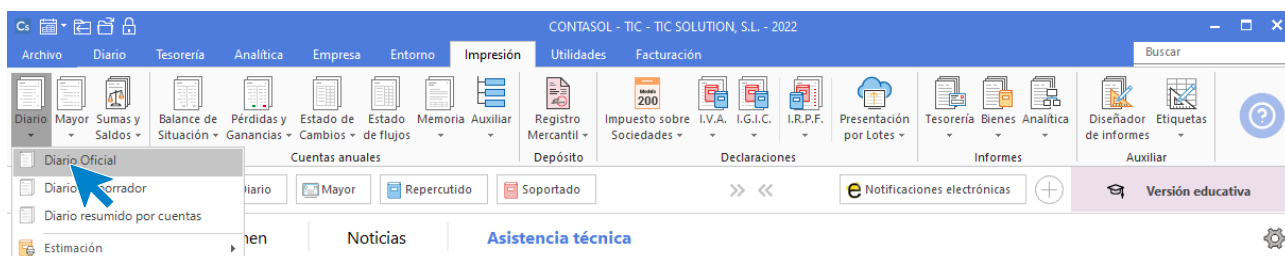 Cs CONTASOL - TIC - TIC SOLUTION, S.L. - 2022
Archivo Diario Tesorería Analítica Empresa Entorno Impresión Utilidades Facturación Buscar
Modelo 200
Diario Mayor Sumas y Saldos Balance de Situación Pérdidas y Ganancias Estado de Cambios Estado de flujos Memoria Auxiliar Registro Mercantil Impuesto sobre Sociedades I.V.A. I.G.I.C. I.R.P.F. Presentación por Lotes Tesorería Bienes Analítica Diseñador de informes Etiquetas ?
Cuentas anuales Depósito Declaraciones Informes Auxiliar
Diario Oficial
Diario Mayor Repercutido Soportado Notificaciones electrónicas Versión educativa
Diario resumido por cuentas
Noticias Asistencia técnica
Estimación